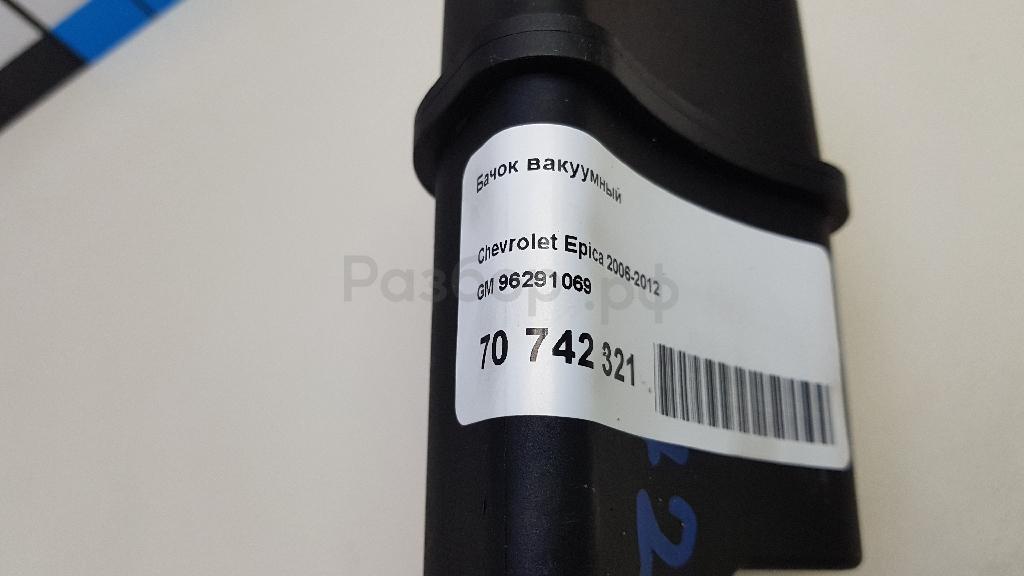 Бачок вакуумный
Chevrolet Epica 2006-2012
GM 96291069
70 742 321
Разбор.рф